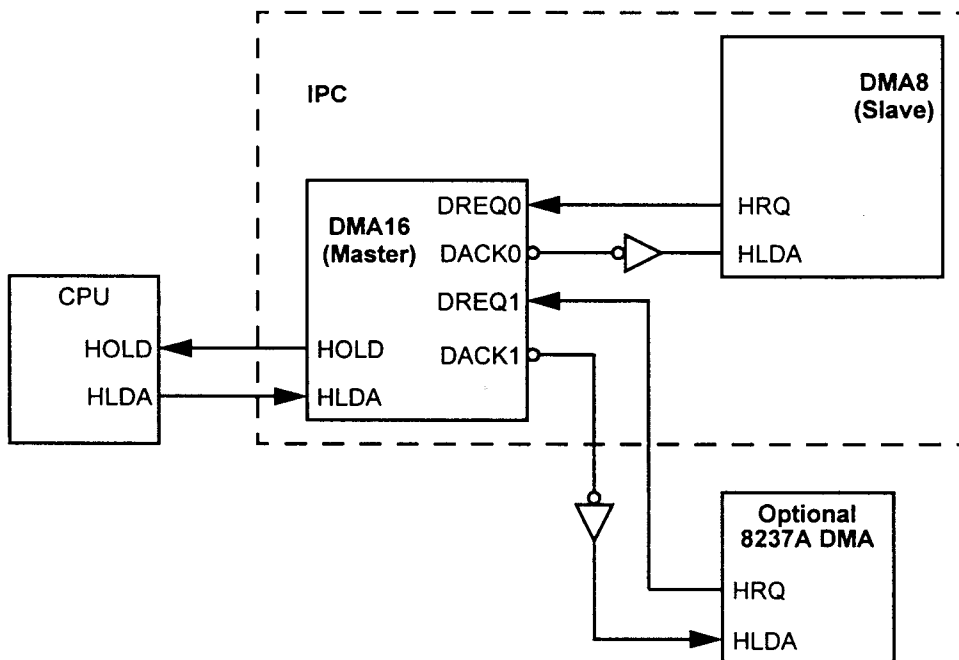 IPC
DMA8
(Slave)
HRQ
HLDA
DMA16
(Master)
DREQ0
DACK0
DREQ1
DACK1
HOLD
HLDA
CPU
HOLD
HLDA
Optional
8237A DMA
HRQ
HLDA